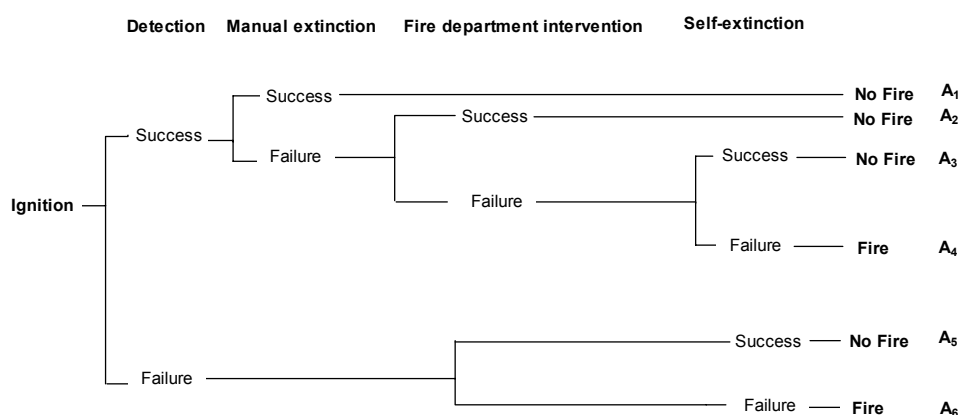 Detection Manual extinction Fire department intervention Self-extinction
Success No Fire A₁
Success No Fire A₂
Success
Failure Success No Fire A₃
Ignition Failure
Failure Fire A₄
Success No Fire A₅
Failure
Failure Fire A₆